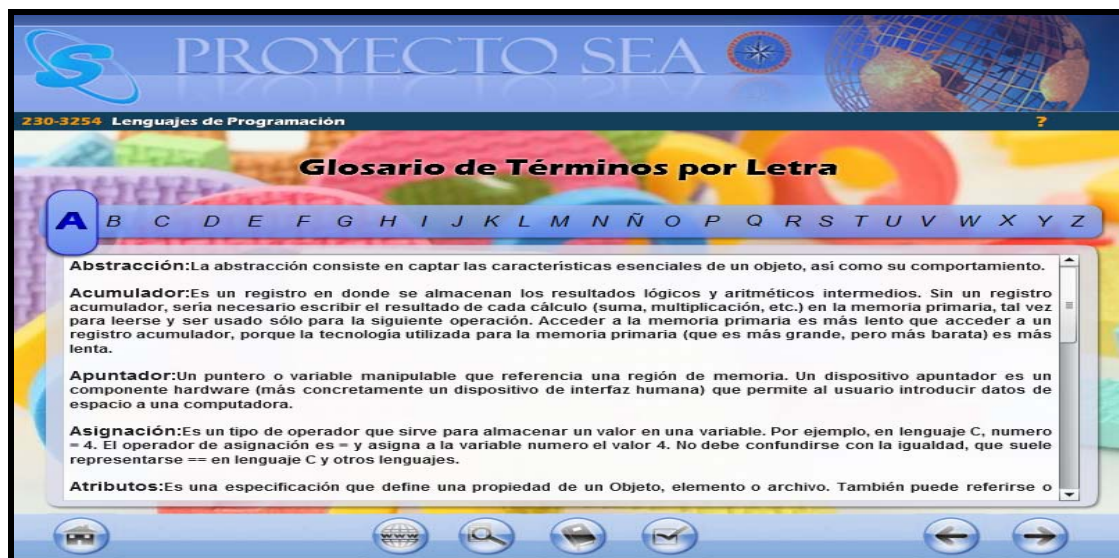 PROYECTO SEA
230-3254 Lenguajes de Programación ?
Glosario de Términos por Letra
A B C D E F G H I J K L M N Ñ O P Q R S T U V W X Y Z
Abstracción:La abstracción consiste en captar las características esenciales de un objeto, así como su comportamiento.
Acumulador:Es un registro en donde se almacenan los resultados lógicos y aritméticos intermedios. Sin un registro
acumulador, sería necesario escribir el resultado de cada cálculo (suma, multiplicación, etc.) en la memoria primaria, tal vez
para leerse y ser usado sólo para la siguiente operación. Acceder a la memoria primaria es más lento que acceder a un
registro acumulador, porque la tecnología utilizada para la memoria primaria (que es más grande, pero más barata) es más
lenta.
Apuntador:Un puntero o variable manipulable que referencia una región de memoria. Un dispositivo apuntador es un
componente hardware (más concretamente un dispositivo de interfaz humana) que permite al usuario introducir datos de
espacio a una computadora.
Asignación:Es un tipo de operador que sirve para almacenar un valor en una variable. Por ejemplo, en lenguaje C, numero
= 4. El operador de asignación es = y asigna a la variable numero el valor 4. No debe confundirse con la igualdad, que suele
representarse == en lenguaje C y otros lenguajes.
Atributos:Es una especificación que define una propiedad de un Objeto, elemento o archivo. También puede referirse o
www